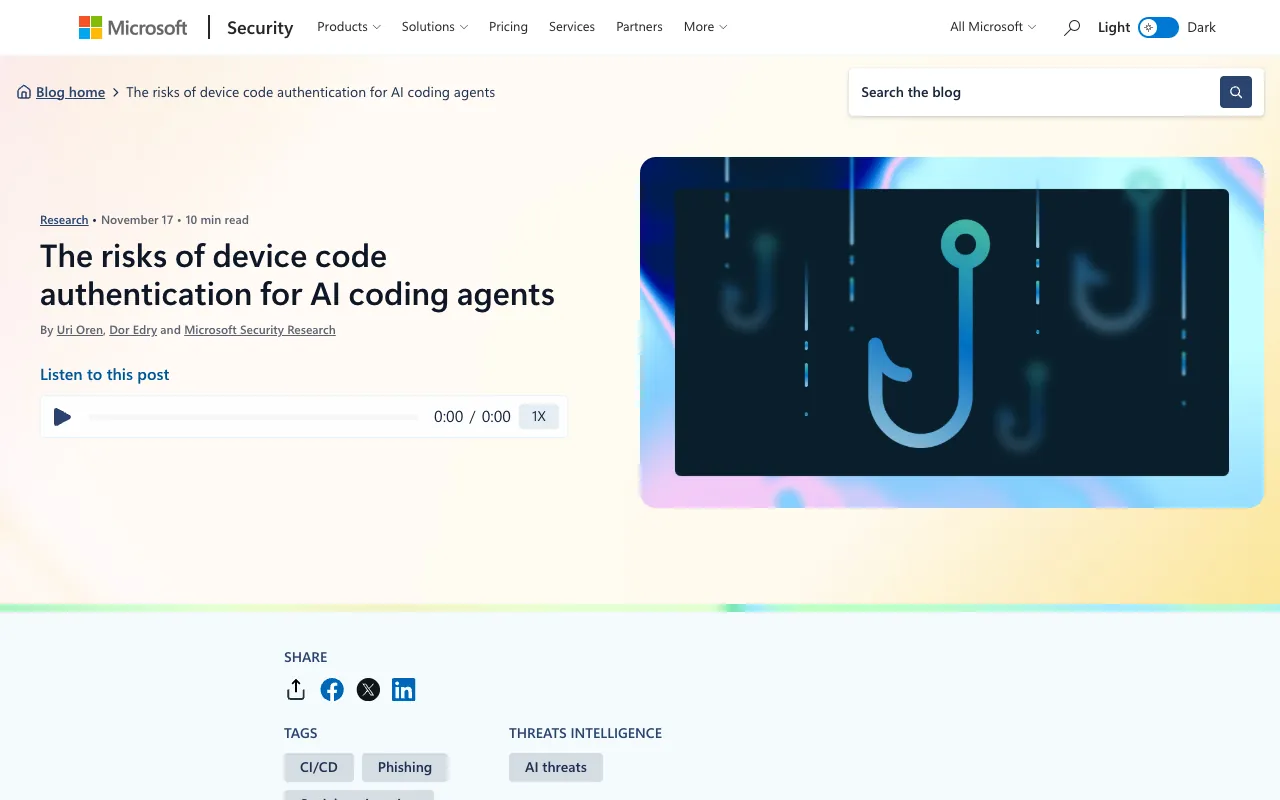 Microsoft
Security
Products
Solutions
Pricing
Services
Partners
More
All Microsoft
Light
Dark
Blog home
The risks of device code authentication for AI coding agents
Search the blog
Research • November 17 • 10 min read
The risks of device code
authentication for AI coding agents
By Uri Oren, Dor Edry and Microsoft Security Research
Listen to this post
0:00 / 0:00
1X
SHARE
TAGS
CI/CD
Phishing
THREATS INTELLIGENCE
AI threats